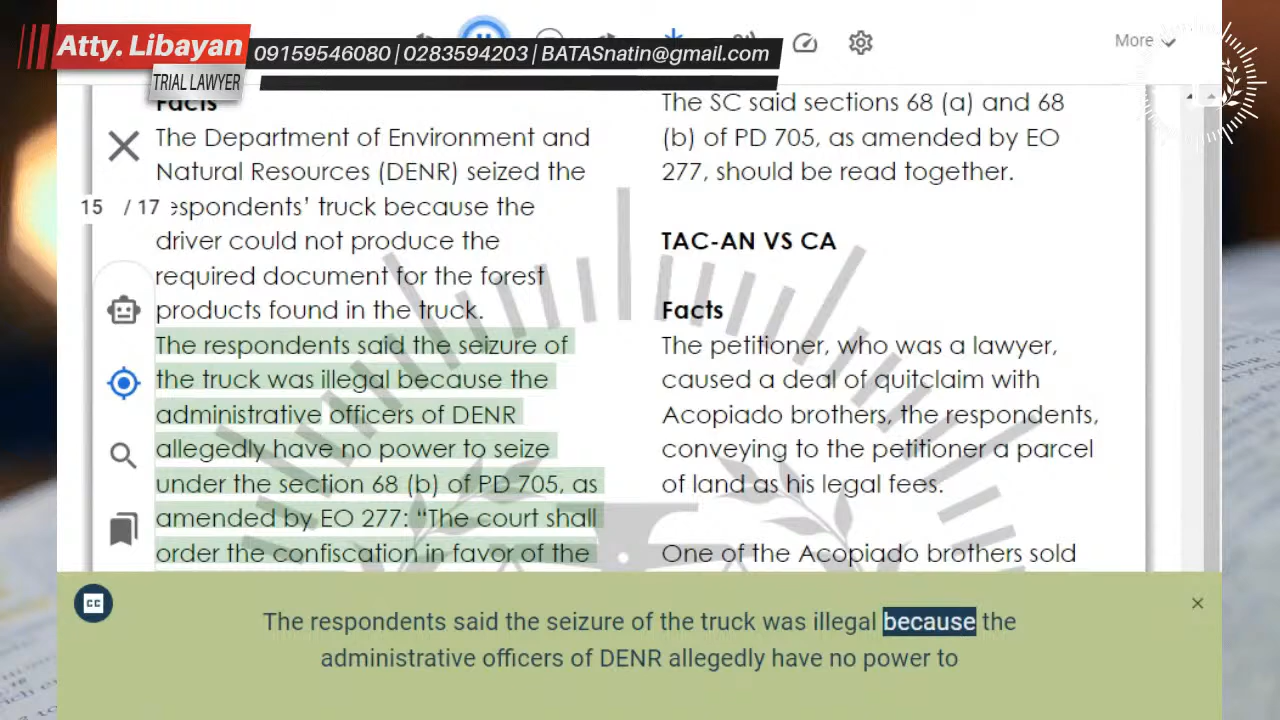 Atty. Libayan
TRIAL LAWYER
09159546080 | 0283594203 | BATASnatin@gmail.com
More
15 / 17
Facts
The Department of Environment and
Natural Resources (DENR) seized the
espondents’ truck because the
driver could not produce the
required document for the forest
products found in the truck.
The respondents said the seizure of
the truck was illegal because the
administrative officers of DENR
allegedly have no power to seize
under the section 68 (b) of PD 705, as
amended by EO 277: “The court shall
order the confiscation in favor of the
The SC said sections 68 (a) and 68
(b) of PD 705, as amended by EO
277, should be read together.
TAC-AN VS CA
Facts
The petitioner, who was a lawyer,
caused a deal of quitclaim with
Acopiado brothers, the respondents,
conveying to the petitioner a parcel
of land as his legal fees.
One of the Acopiado brothers sold
CC
The respondents said the seizure of the truck was illegal because the
administrative officers of DENR allegedly have no power to